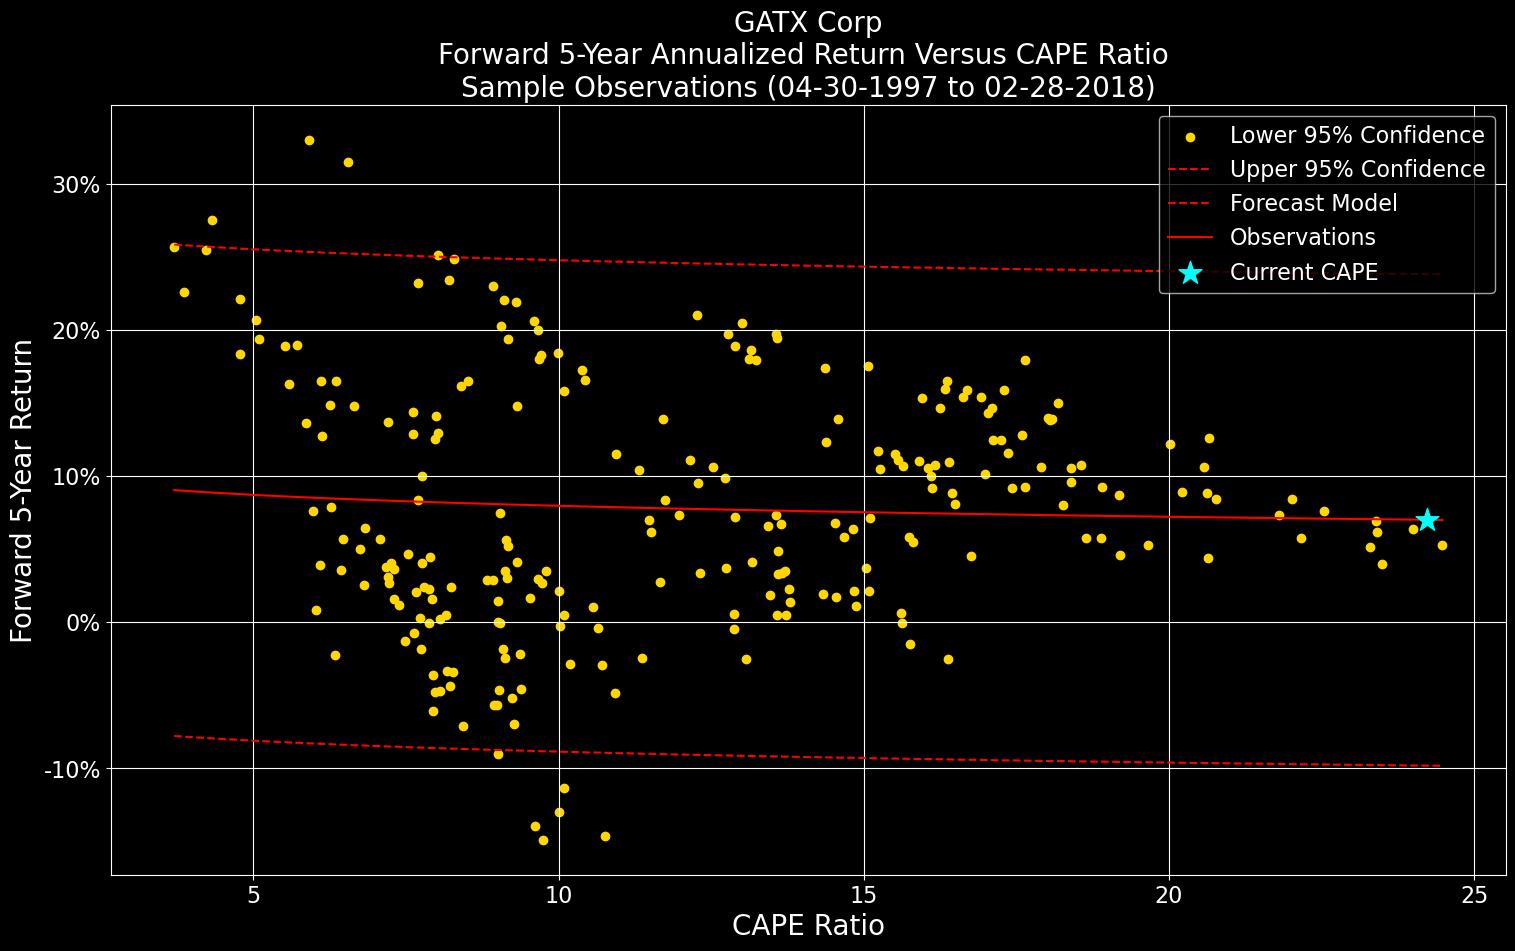 GATX Corp
Forward 5-Year Annualized Return Versus CAPE Ratio
Sample Observations (04-30-1997 to 02-28-2018)
Lower 95% Confidence
Upper 95% Confidence
Forecast Model
Observations
Current CAPE
Forward 5-Year Return
30%
20%
10%
0%
-10%
5
10
15
20
25
CAPE Ratio